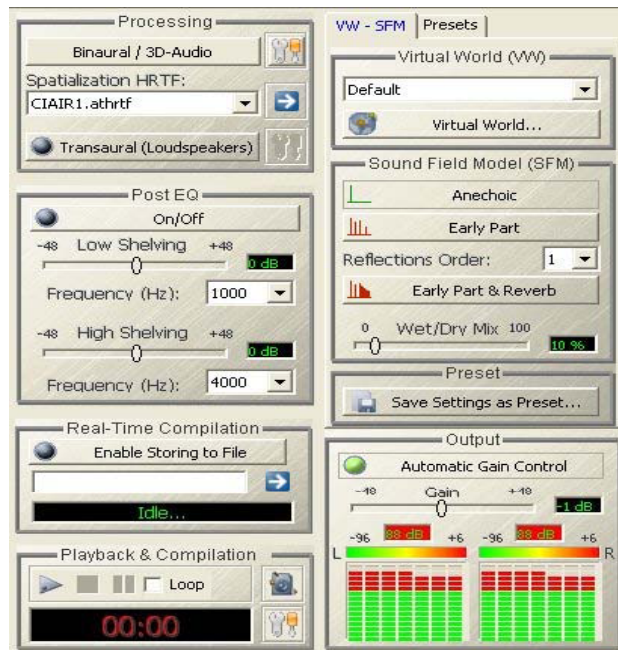 Processing
Binaural / 3D-Audio
Spatialization HRTF:
CIAIR1.athrtf
Transaural (Loudspeakers)
Post EQ
On/Off
-48 Low Shelving +48
0 dB
Frequency (Hz): 1000
-48 High Shelving +48
0 dB
Frequency (Hz): 4000
Real-Time Compilation
Enable Storing to File
Idle...
Playback & Compilation
Loop
00:00
VW - SFM Presets
Virtual World (VW)
Default
Virtual World...
Sound Field Model (SFM)
Anechoic
Early Part
Reflections Order: 1
Early Part & Reverb
0 Wet/Dry Mix 100
10 %
Preset
Save Settings as Preset...
Output
Automatic Gain Control
Gain
-1 dB
-96 88 dB +6 -96 88 dB +6
L R